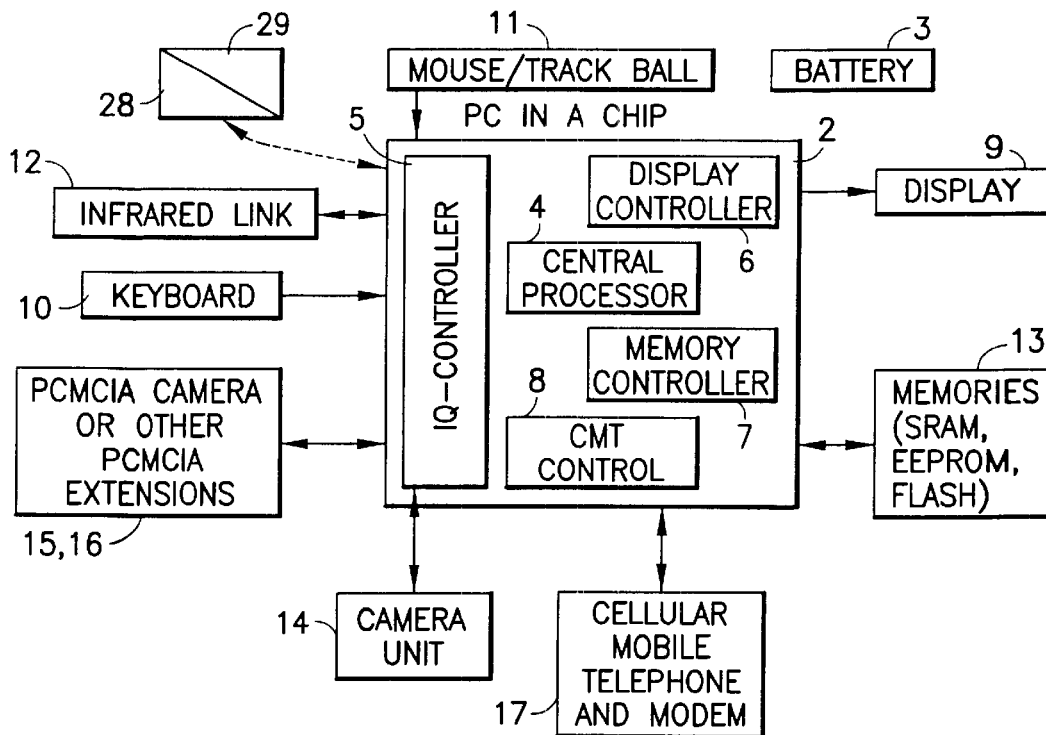 29
28
11
MOUSE/TRACK BALL
3
BATTERY
PC IN A CHIP
5
2
12
INFRARED LINK
DISPLAY
CONTROLLER
6
9
DISPLAY
IQ-CONTROLLER
4
CENTRAL
PROCESSOR
10
KEYBOARD
MEMORY
CONTROLLER
7
13
MEMORIES
(SRAM,
EEPROM,
FLASH)
PCMCIA CAMERA
OR OTHER
PCMCIA
EXTENSIONS
15,16
8
CMT
CONTROL
14
CAMERA
UNIT
CELLULAR
MOBILE
TELEPHONE
AND MODEM
17